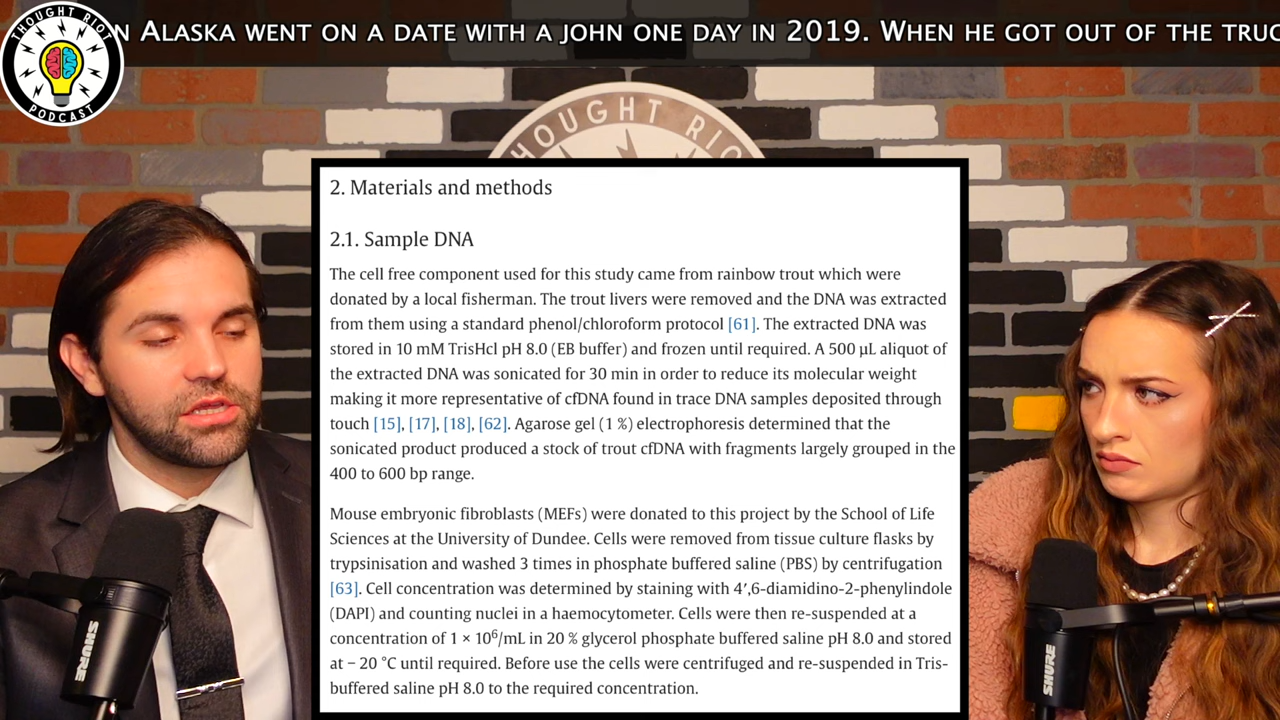 N ALASKA WENT ON A DATE WITH A JOHN ONE DAY IN 2019. WHEN HE GOT OUT OF THE TRUC
THOUGHT RIOT
PODCAST
THOUGHT RIO
2. Materials and methods
2.1. Sample DNA
The cell free component used for this study came from rainbow trout which were
donated by a local fisherman. The trout livers were removed and the DNA was extracted
from them using a standard phenol/chloroform protocol [61]. The extracted DNA was
stored in 10 mM TrisHcl pH 8.0 (EB buffer) and frozen until required. A 500 µL aliquot of
the extracted DNA was sonicated for 30 min in order to reduce its molecular weight
making it more representative of cfDNA found in trace DNA samples deposited through
touch [15], [17], [18], [62]. Agarose gel (1 %) electrophoresis determined that the
sonicated product produced a stock of trout cfDNA with fragments largely grouped in the
400 to 600 bp range.
Mouse embryonic fibroblasts (MEFs) were donated to this project by the School of Life
Sciences at the University of Dundee. Cells were removed from tissue culture flasks by
trypsinisation and washed 3 times in phosphate buffered saline (PBS) by centrifugation
[63]. Cell concentration was determined by staining with 4′,6-diamidino-2-phenylindole
(DAPI) and counting nuclei in a haemocytometer. Cells were then re-suspended at a
concentration of 1 × 10⁶/mL in 20 % glycerol phosphate buffered saline pH 8.0 and stored
at − 20 °C until required. Before use the cells were centrifuged and re-suspended in Tris-
buffered saline pH 8.0 to the required concentration.
SHURE
SHURE